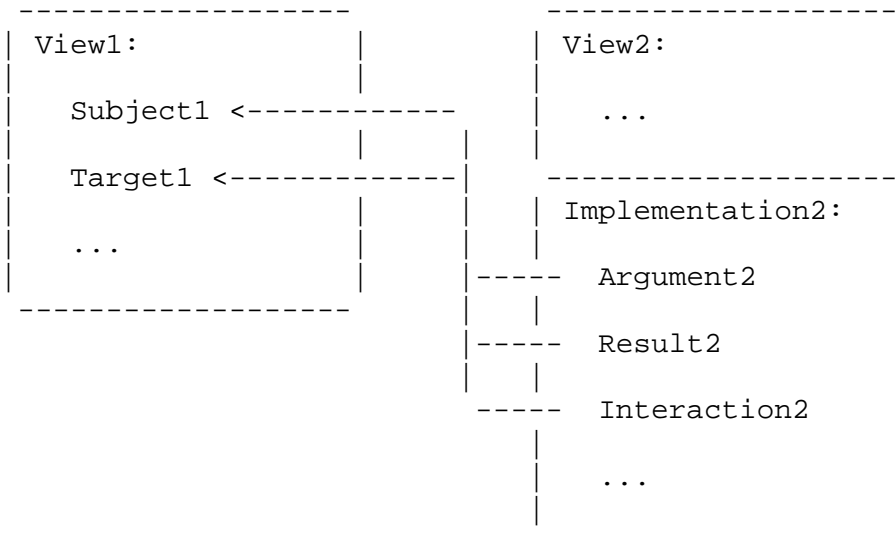 View1:
Subject1
Target1
...
View2:
...
Implementation2:
Argument2
Result2
Interaction2
...